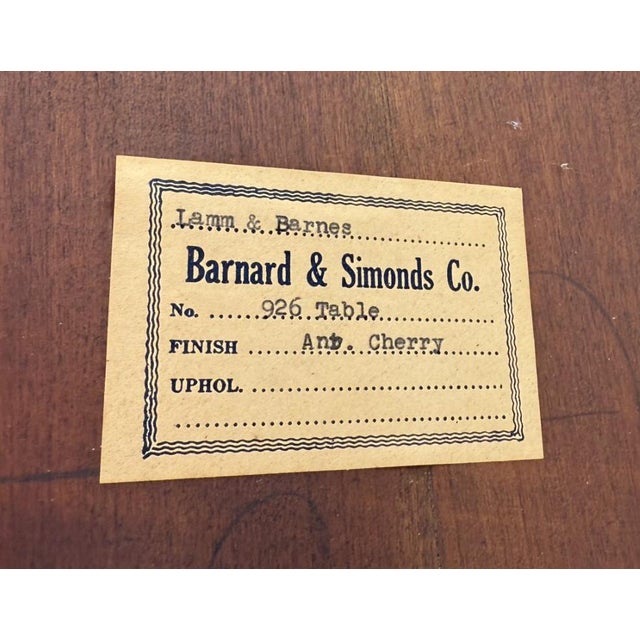 Lamm & Barnes
Barnard & Simonds Co.
No. 926 Table
FINISH Ant. Cherry
UPHOL.